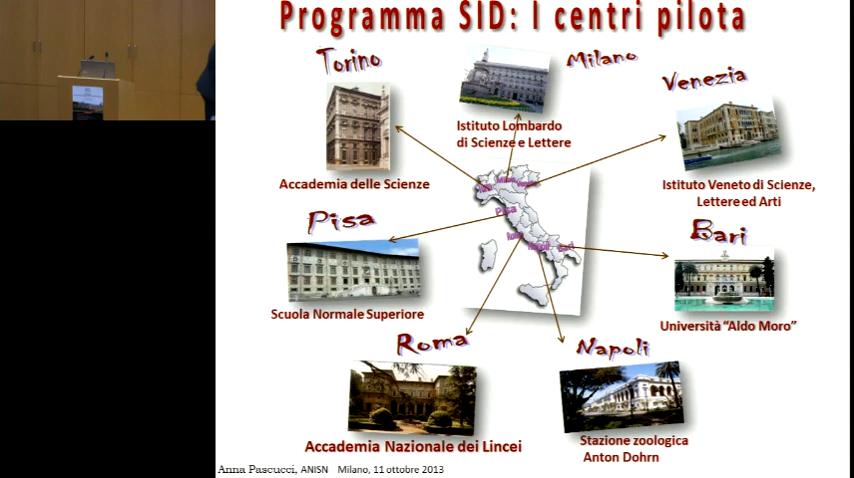 Programma SID: I centri pilota
Torino
Milano
Venezia
Istituto Lombardo
di Scienze e Lettere
Accademia delle Scienze
Istituto Veneto di Scienze,
Lettere ed Arti
Pisa
Bari
Pisa
Scuola Normale Superiore
Università "Aldo Moro"
Roma
Napoli
Accademia Nazionale dei Lincei
Stazione zoologica
Anton Dohrn
Anna Pascucci, ANISN Milano, 11 ottobre 2013